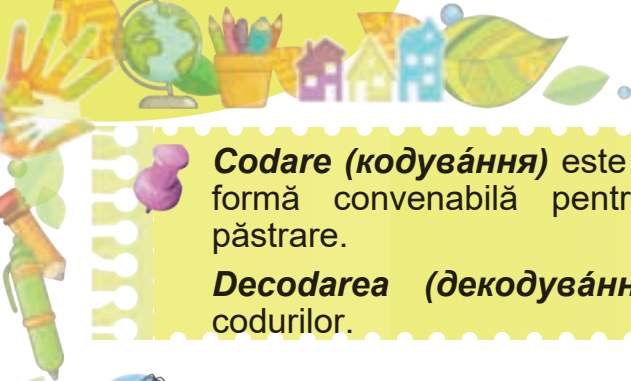 Codare (кодува́ння) este
formă convenabilă pentr
păstrare.
Decodarea (декодува́нн
codurilor.